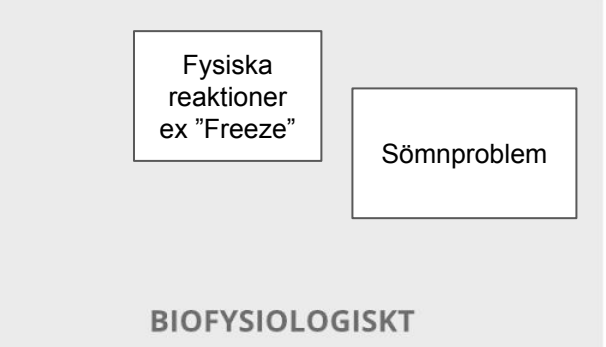 Fysiska
reaktioner
ex ”Freeze”
Sömnproblem
BIOFYSIOLOGISKT